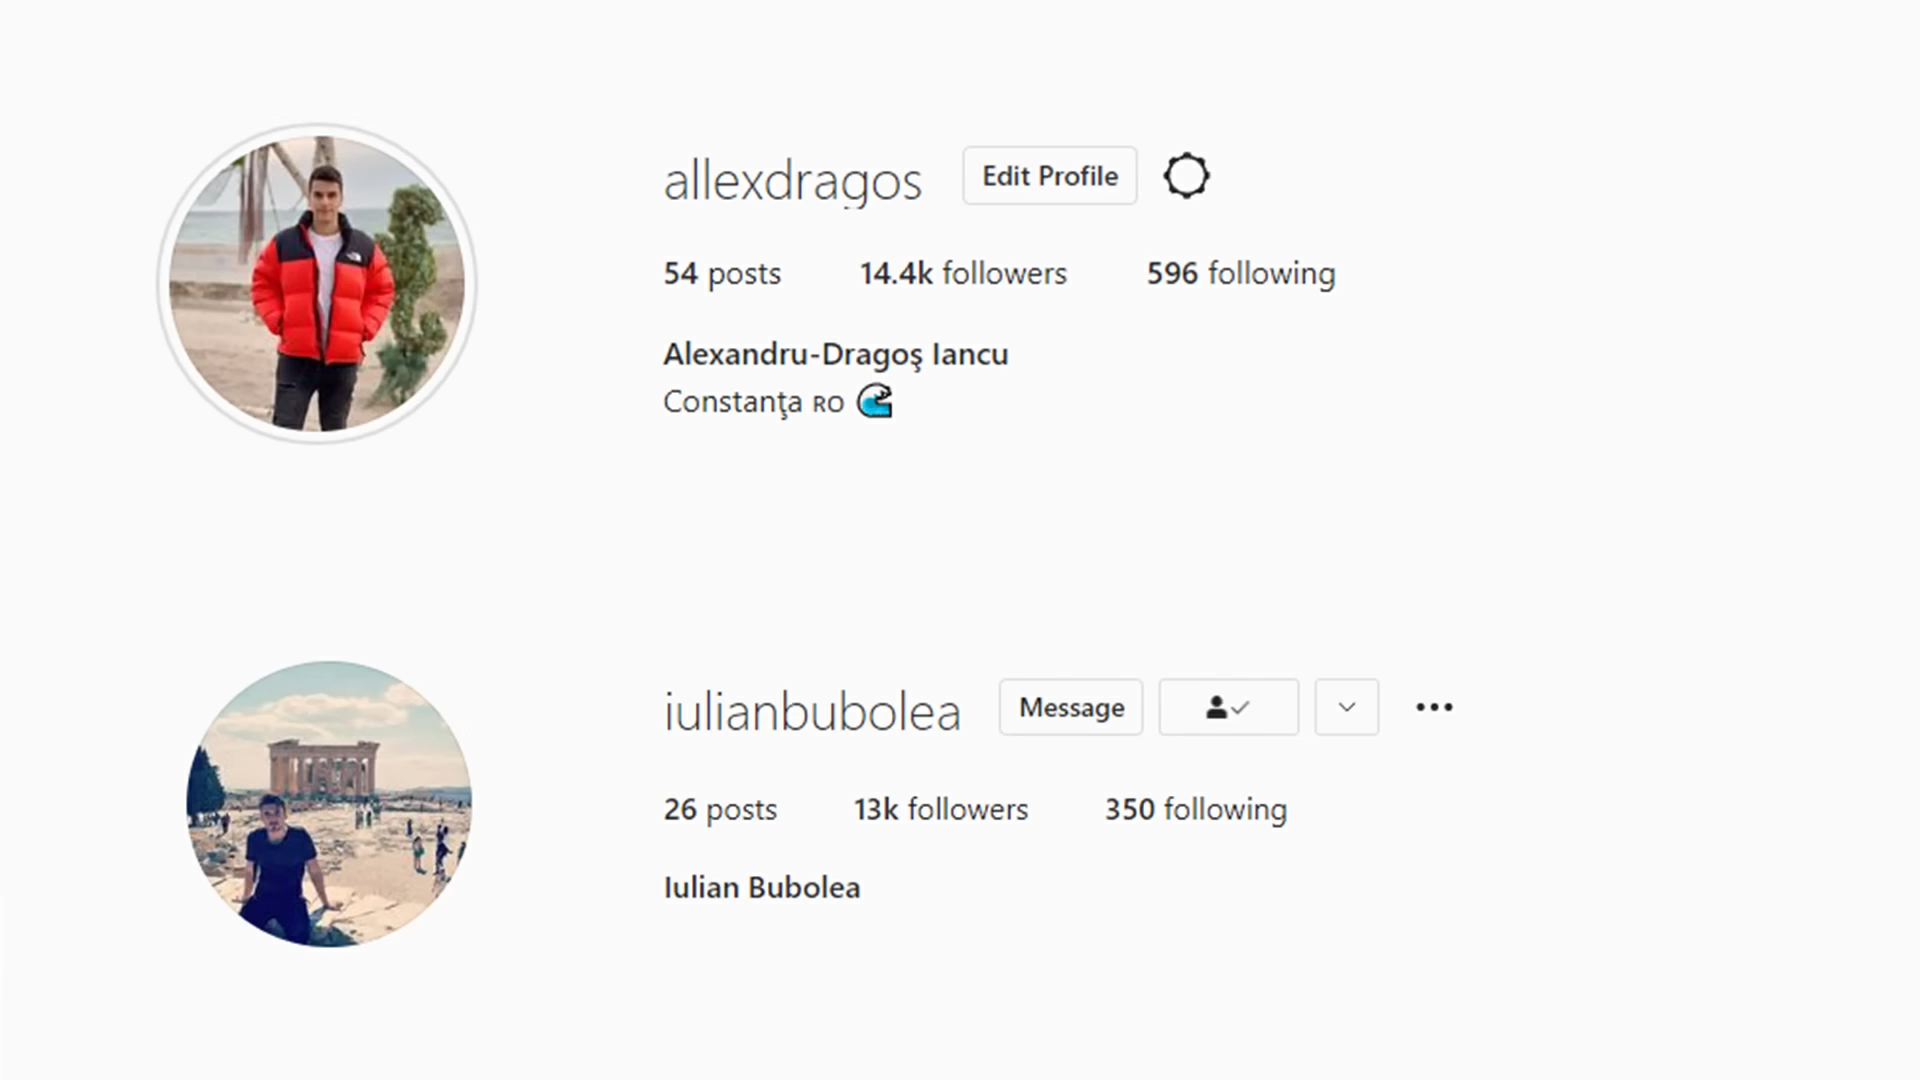 allexdragos Edit Profile
54 posts 14.4k followers 596 following
Alexandru-Dragoş Iancu
Constanţa RO 🌊
iulianbubolea Message
26 posts 13k followers 350 following
Iulian Bubolea